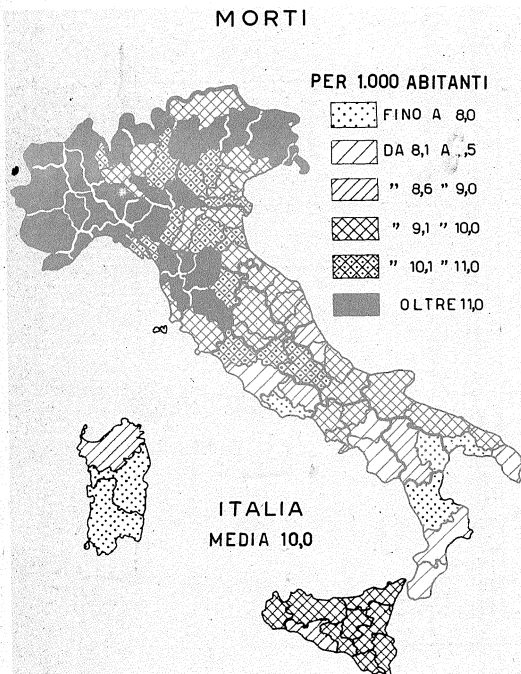 MORTI
PER 1.000 ABITANTI
FINO A 8,0
DA 8,1 A ,5
" 8,6 " 9,0
" 9,1 " 10,0
" 10,1 " 11,0
OLTRE 11,0
ITALIA
MEDIA 10,0